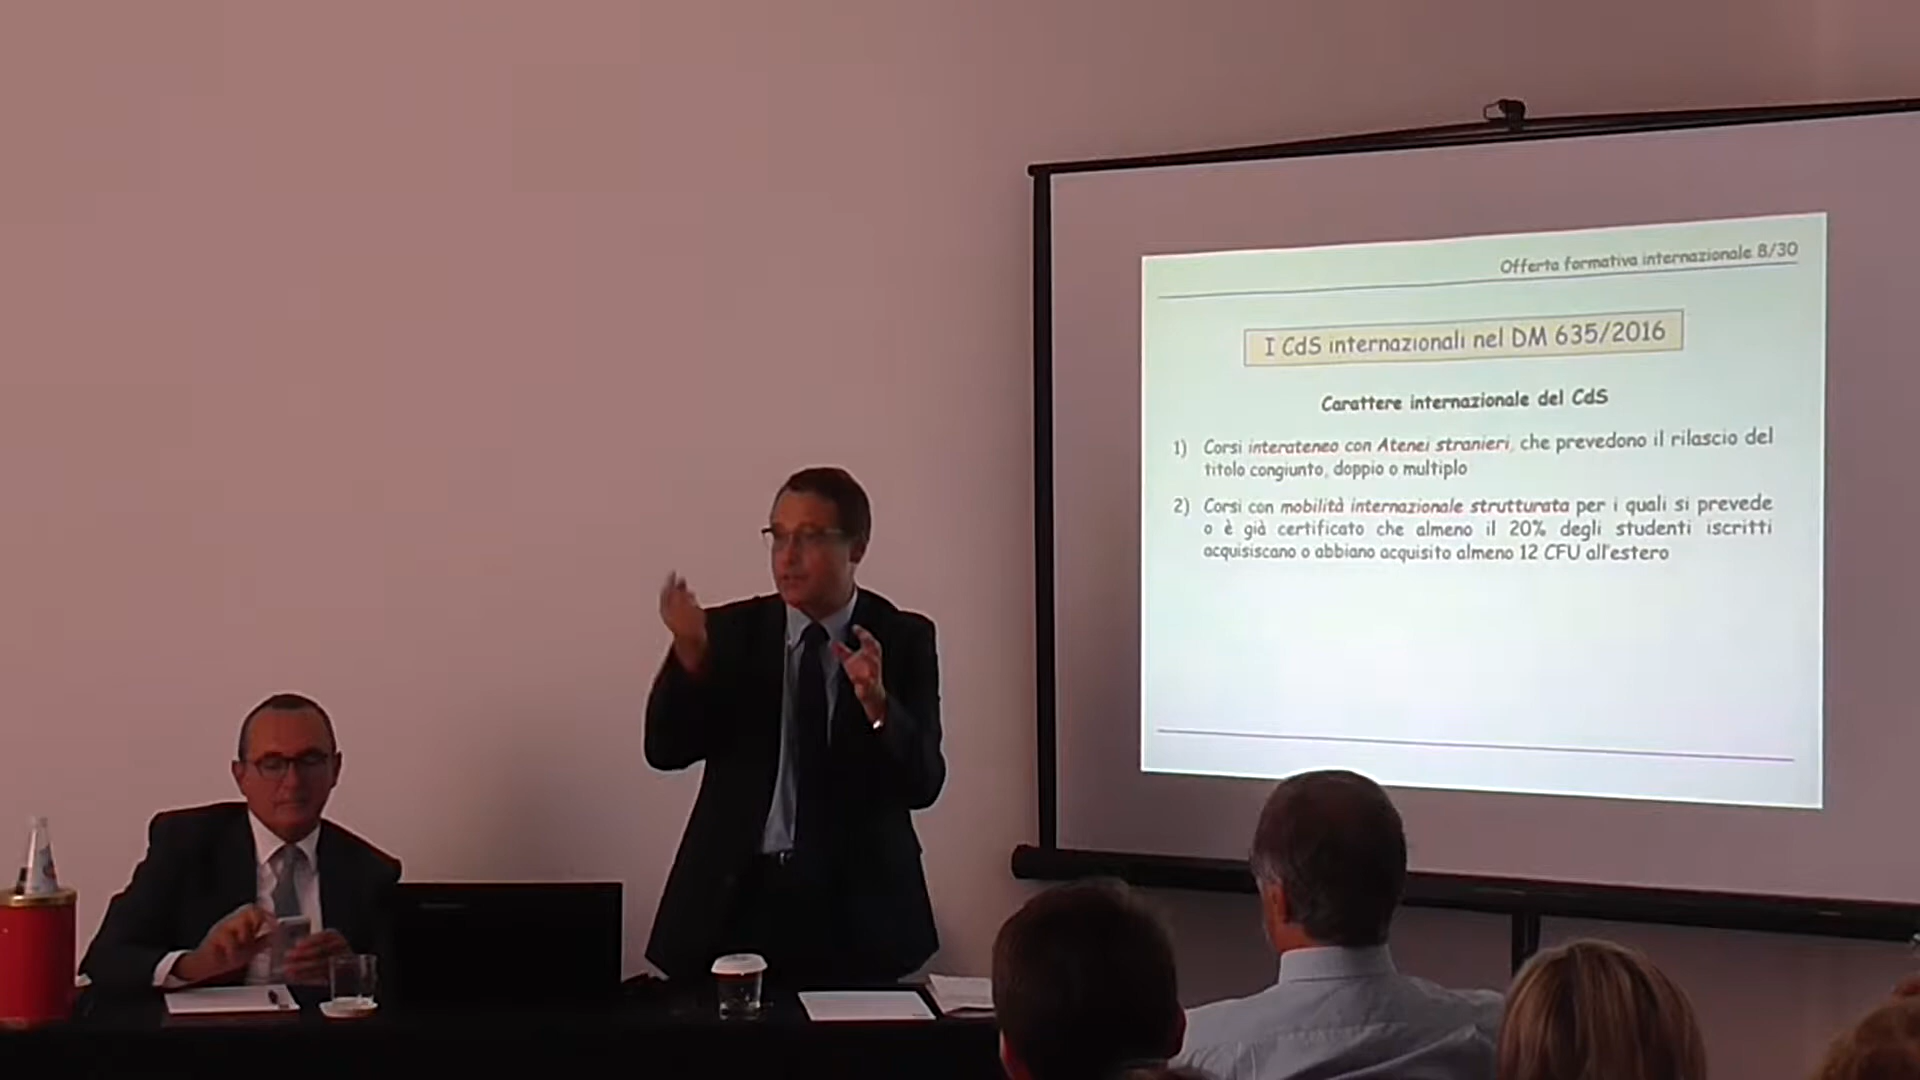 Offerta formativa internazionale 8/30
I CdS internazionali nel DM 635/2016
Carattere internazionale del CdS
1) Corsi interateneo con Atenei stranieri, che prevedono il rilascio del
titolo congiunto, doppio o multiplo
2) Corsi con mobilità internazionale strutturata per i quali si prevede
o è già certificato che almeno il 20% degli studenti iscritti
acquisiscano o abbiano acquisito almeno 12 CFU all'estero